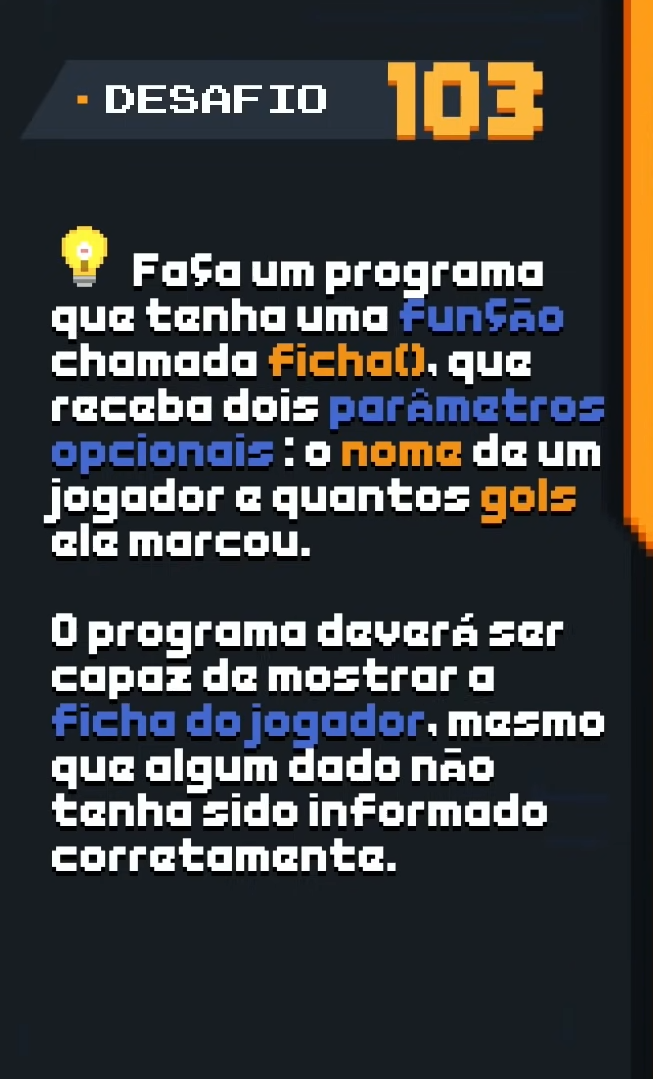 DESAFIO 103
Faça um programa
que tenha uma função
chamada ficha(), que
receba dois parâmetros
opcionais : o nome de um
jogador e quantos gols
ele marcou.
O programa deverá ser
capaz de mostrar a
ficha do jogador, mesmo
que algum dado não
tenha sido informado
corretamente.